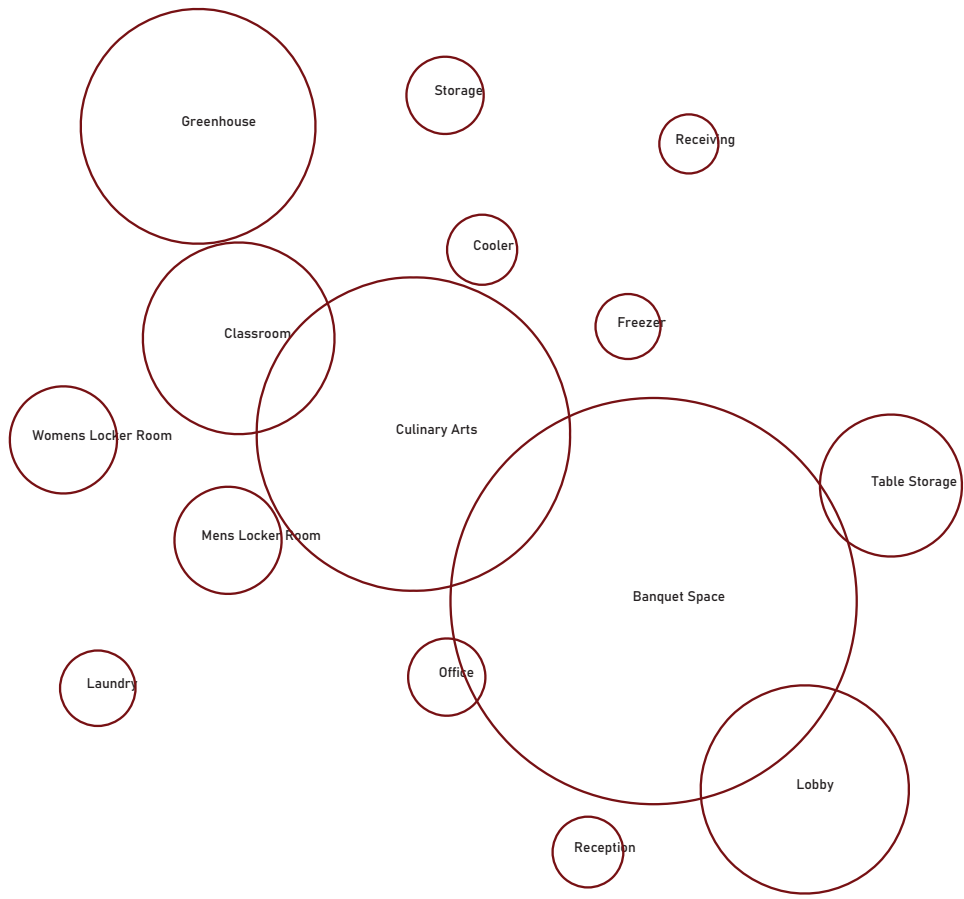 Storage
Greenhouse
Receiving
Cooler
Freezer
Classroom
Culinary Arts
Womens Locker Room
Table Storage
Mens Locker Room
Banquet Space
Office
Laundry
Lobby
Reception